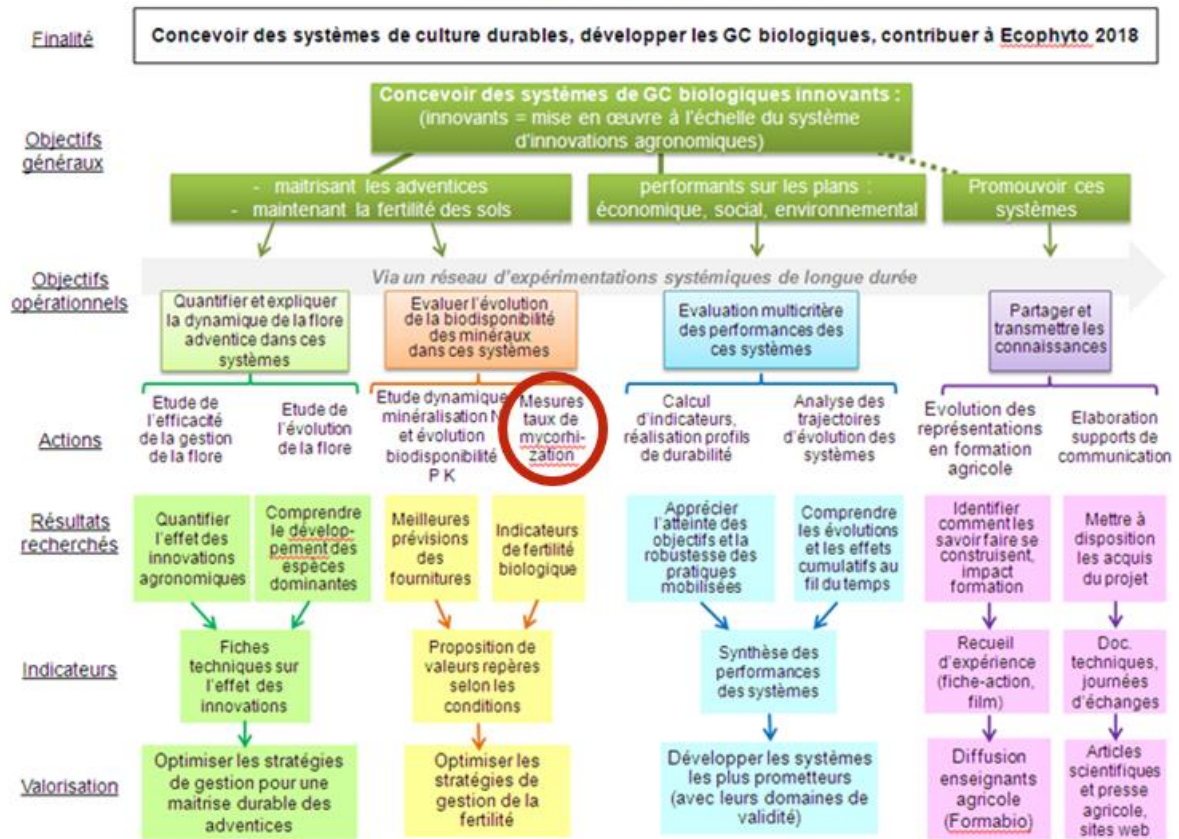 Finalité
Concevoir des systèmes de culture durables, développer les GC biologiques, contribuer à Ecophyto 2018
Objectifs
généraux
Concevoir des systèmes de GC biologiques innovants :
(innovants = mise en œuvre à l'échelle du système
d'innovations agronomiques)
- maitrisant les adventices
- maintenant la fertilité des sols
performants sur les plans :
économique, social, environnemental
Promouvoir ces
systèmes
Objectifs
opérationnels
Via un réseau d'expérimentations systémiques de longue durée
Quantifier et expliquer
la dynamique de la flore
adventice dans ces
systèmes
Evaluer l'évolution
de la biodisponibilité
des minéraux
dans ces systèmes
Evaluation multicritère
des performances des
ces systèmes
Partager et
transmettre les
connaissances
Actions
Etude de
l'efficacité
de la gestion
de la flore
Etude de
l'évolution
de la flore
Etude dynamique
minéralisation N
et évolution
biodisponibilité
P K
Mesures
taux de
mycorhi-
zation
Calcul
d'indicateurs,
réalisation profils
de durabilité
Analyse des
trajectoires
d'évolution des
systèmes
Evolution des
représentations
en formation
agricole
Elaboration
supports de
communication
Résultats
recherchés
Quantifier
l'effet des
innovations
agronomiques
Comprendre
le dévelop-
pement des
espèces
dominantes
Meilleures
prévisions
des
fournitures
Indicateurs
de fertilité
biologique
Apprécier
l'atteinte des
objectifs et la
robustesse des
pratiques
mobilisées
Comprendre
les évolutions
et les effets
cumulatifs au
fil du temps
Identifier
comment les
savoir faire se
construisent,
impact
formation
Mettre à
disposition
les acquis
du projet
Indicateurs
Fiches
techniques sur
l'effet des
innovations
Proposition de
valeurs repères
selon les
conditions
Synthèse des
performances
des systèmes
Recueil
d'expérience
(fiche-action,
film)
Doc.
techniques,
journées
d'échanges
Valorisation
Optimiser les stratégies
de gestion pour une
maitrise durable des
adventices
Optimiser les
stratégies de
gestion de la
fertilité
Développer les systèmes
les plus prometteurs
(avec leurs domaines de
validité)
Diffusion
enseignants
agricole
(Formabio)
Articles
scientifiques
et presse
agricole,
sites web